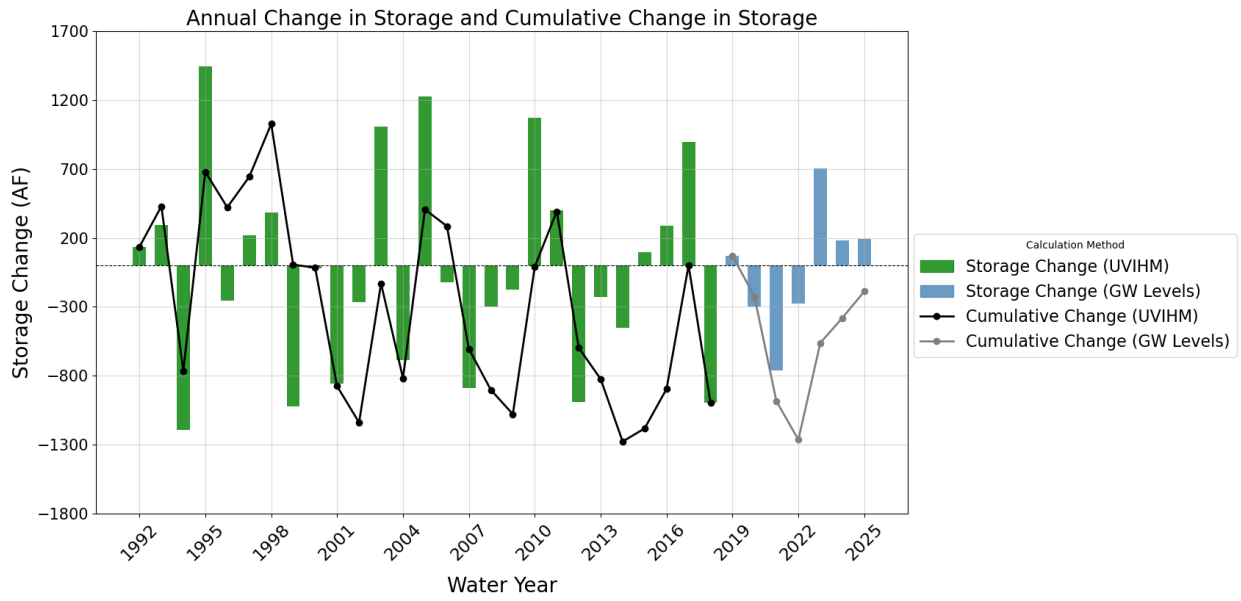 Annual Change in Storage and Cumulative Change in Storage
Storage Change (AF)
1700
1200
700
200
−300
−800
−1300
−1800
1992
1995
1998
2001
2004
2007
2010
2013
2016
2019
2022
2025
Water Year
Calculation Method
Storage Change (UVIHM)
Storage Change (GW Levels)
Cumulative Change (UVIHM)
Cumulative Change (GW Levels)